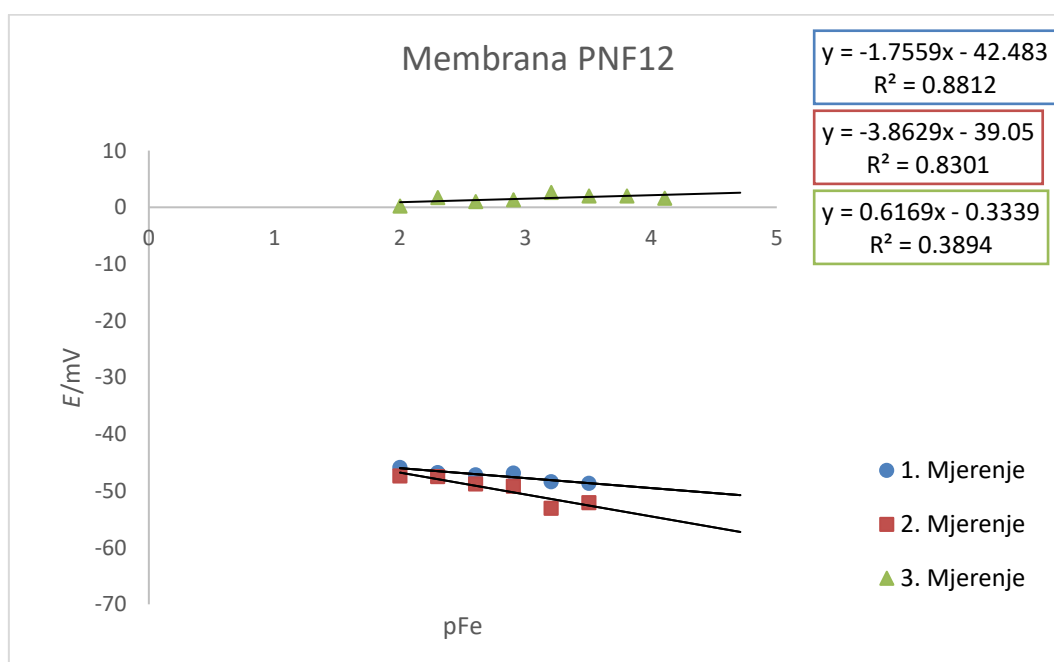 Membrana PNF12
y = -1.7559x - 42.483
R² = 0.8812
y = -3.8629x - 39.05
R² = 0.8301
y = 0.6169x - 0.3339
R² = 0.3894
10
0
-10
-20
-30
-40
-50
-60
-70
0 1 2 3 4 5
E/mV
pFe
1. Mjerenje
2. Mjerenje
3. Mjerenje